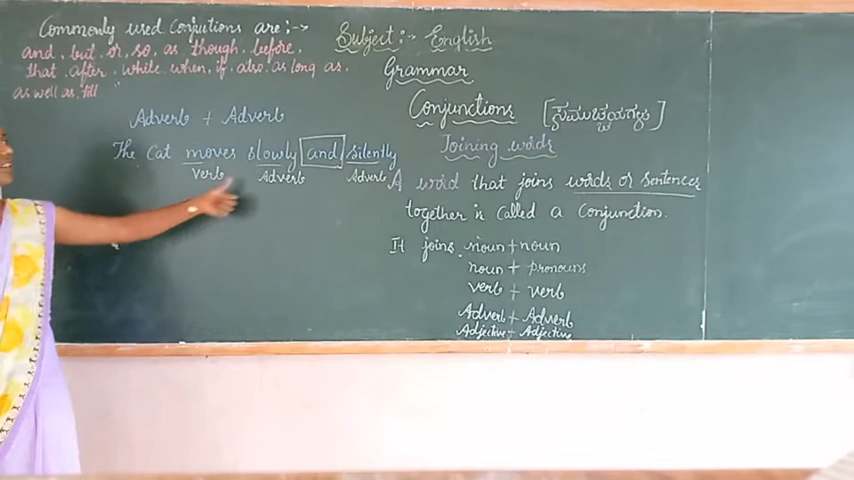 Commonly used Conjuctions are :->
and, but, or, so, as though, before,
that, after, while, when, if, also, as long as,
as well as, till.
Subject :- English
Grammar
Conjunctions
Joining words
Adverb + Adverb
The Cat moves slowly and silently
Verb Adverb Adverb
A word that joins words or sentences
together is called a conjunction.
It joins noun + noun
noun + pronouns
verb + verb
Adverb + Adverb
Adjective + Adjective